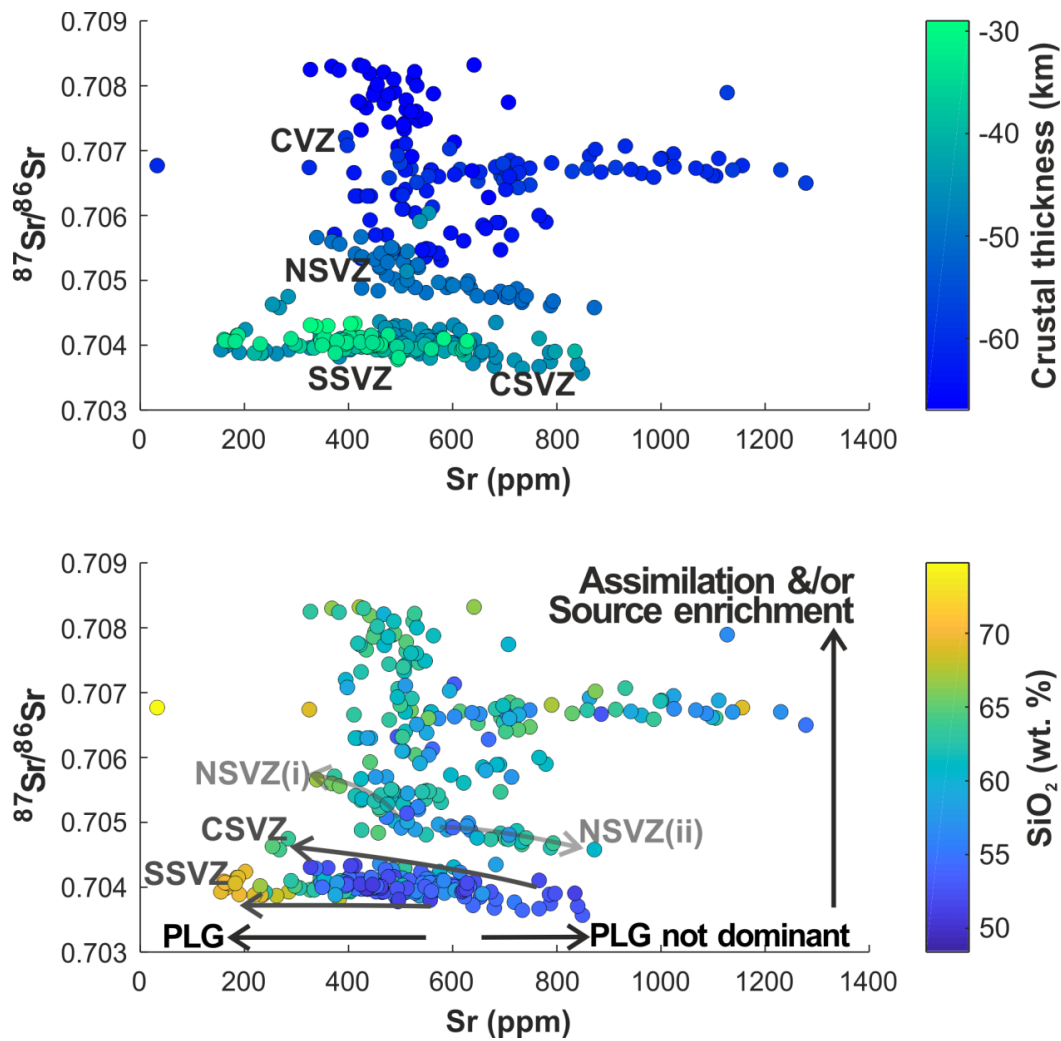 0.709
0.708
0.707
0.706
0.705
0.704
0.703
⁸⁷Sr/⁸⁶Sr
CVZ
NSVZ
SSVZ
CSVZ
0
200
400
600
800
1000
1200
1400
Sr (ppm)
-30
-40
-50
-60
Crustal thickness (km)
0.709
0.708
0.707
0.706
0.705
0.704
0.703
⁸⁷Sr/⁸⁶Sr
Assimilation &/or
Source enrichment
NSVZ(i)
CSVZ
NSVZ(ii)
SSVZ
PLG
PLG not dominant
0
200
400
600
800
1000
1200
1400
Sr (ppm)
70
65
60
55
50
SiO₂ (wt. %)